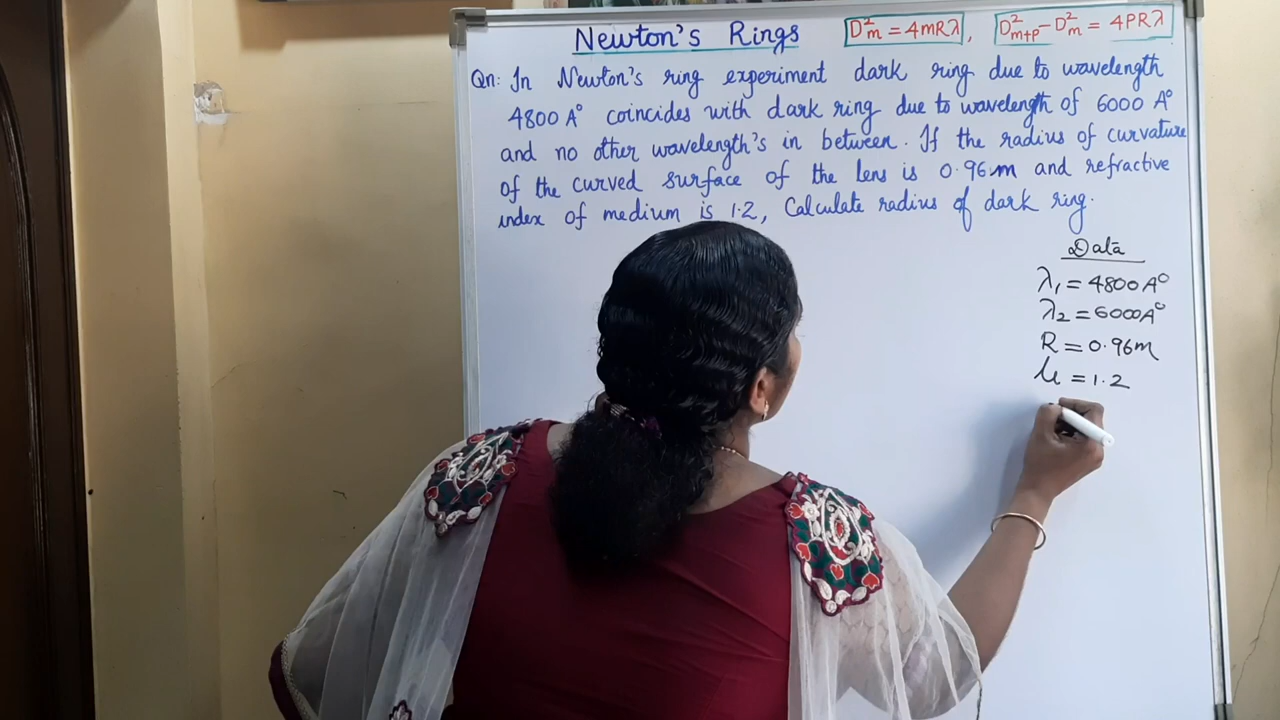 Newton's Rings D²m = 4mRλ, D²m+p - D²m = 4PRλ
Qn: In Newton's ring experiment dark ring due to wavelength
4800 A° coincides with dark ring due to wavelength of 6000 A°
and no other wavelength's in between. If the radius of curvature
of the curved surface of the lens is 0.96m and refractive
index of medium is 1.2, Calculate radius of dark ring.
Data
λ₁ = 4800 A°
λ₂ = 6000A°
R = 0.96m
μ = 1.2